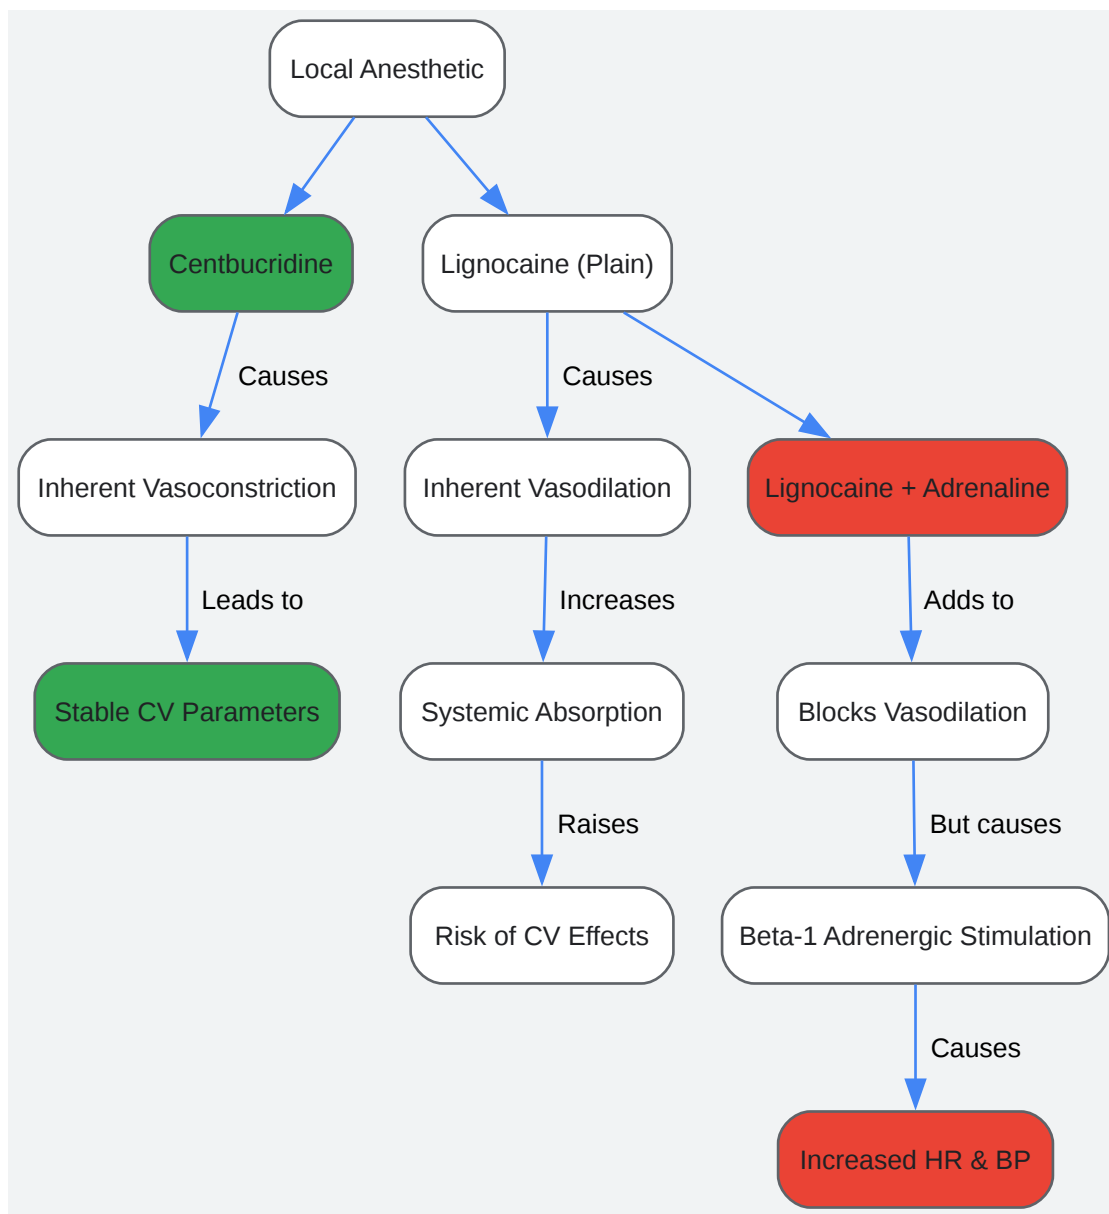 Local Anesthetic
Centbucridine
Lignocaine (Plain)
Causes
Causes
Inherent Vasoconstriction
Inherent Vasodilation
Lignocaine + Adrenaline
Leads to
Increases
Adds to
Stable CV Parameters
Systemic Absorption
Blocks Vasodilation
Raises
But causes
Risk of CV Effects
Beta-1 Adrenergic Stimulation
Causes
Increased HR & BP